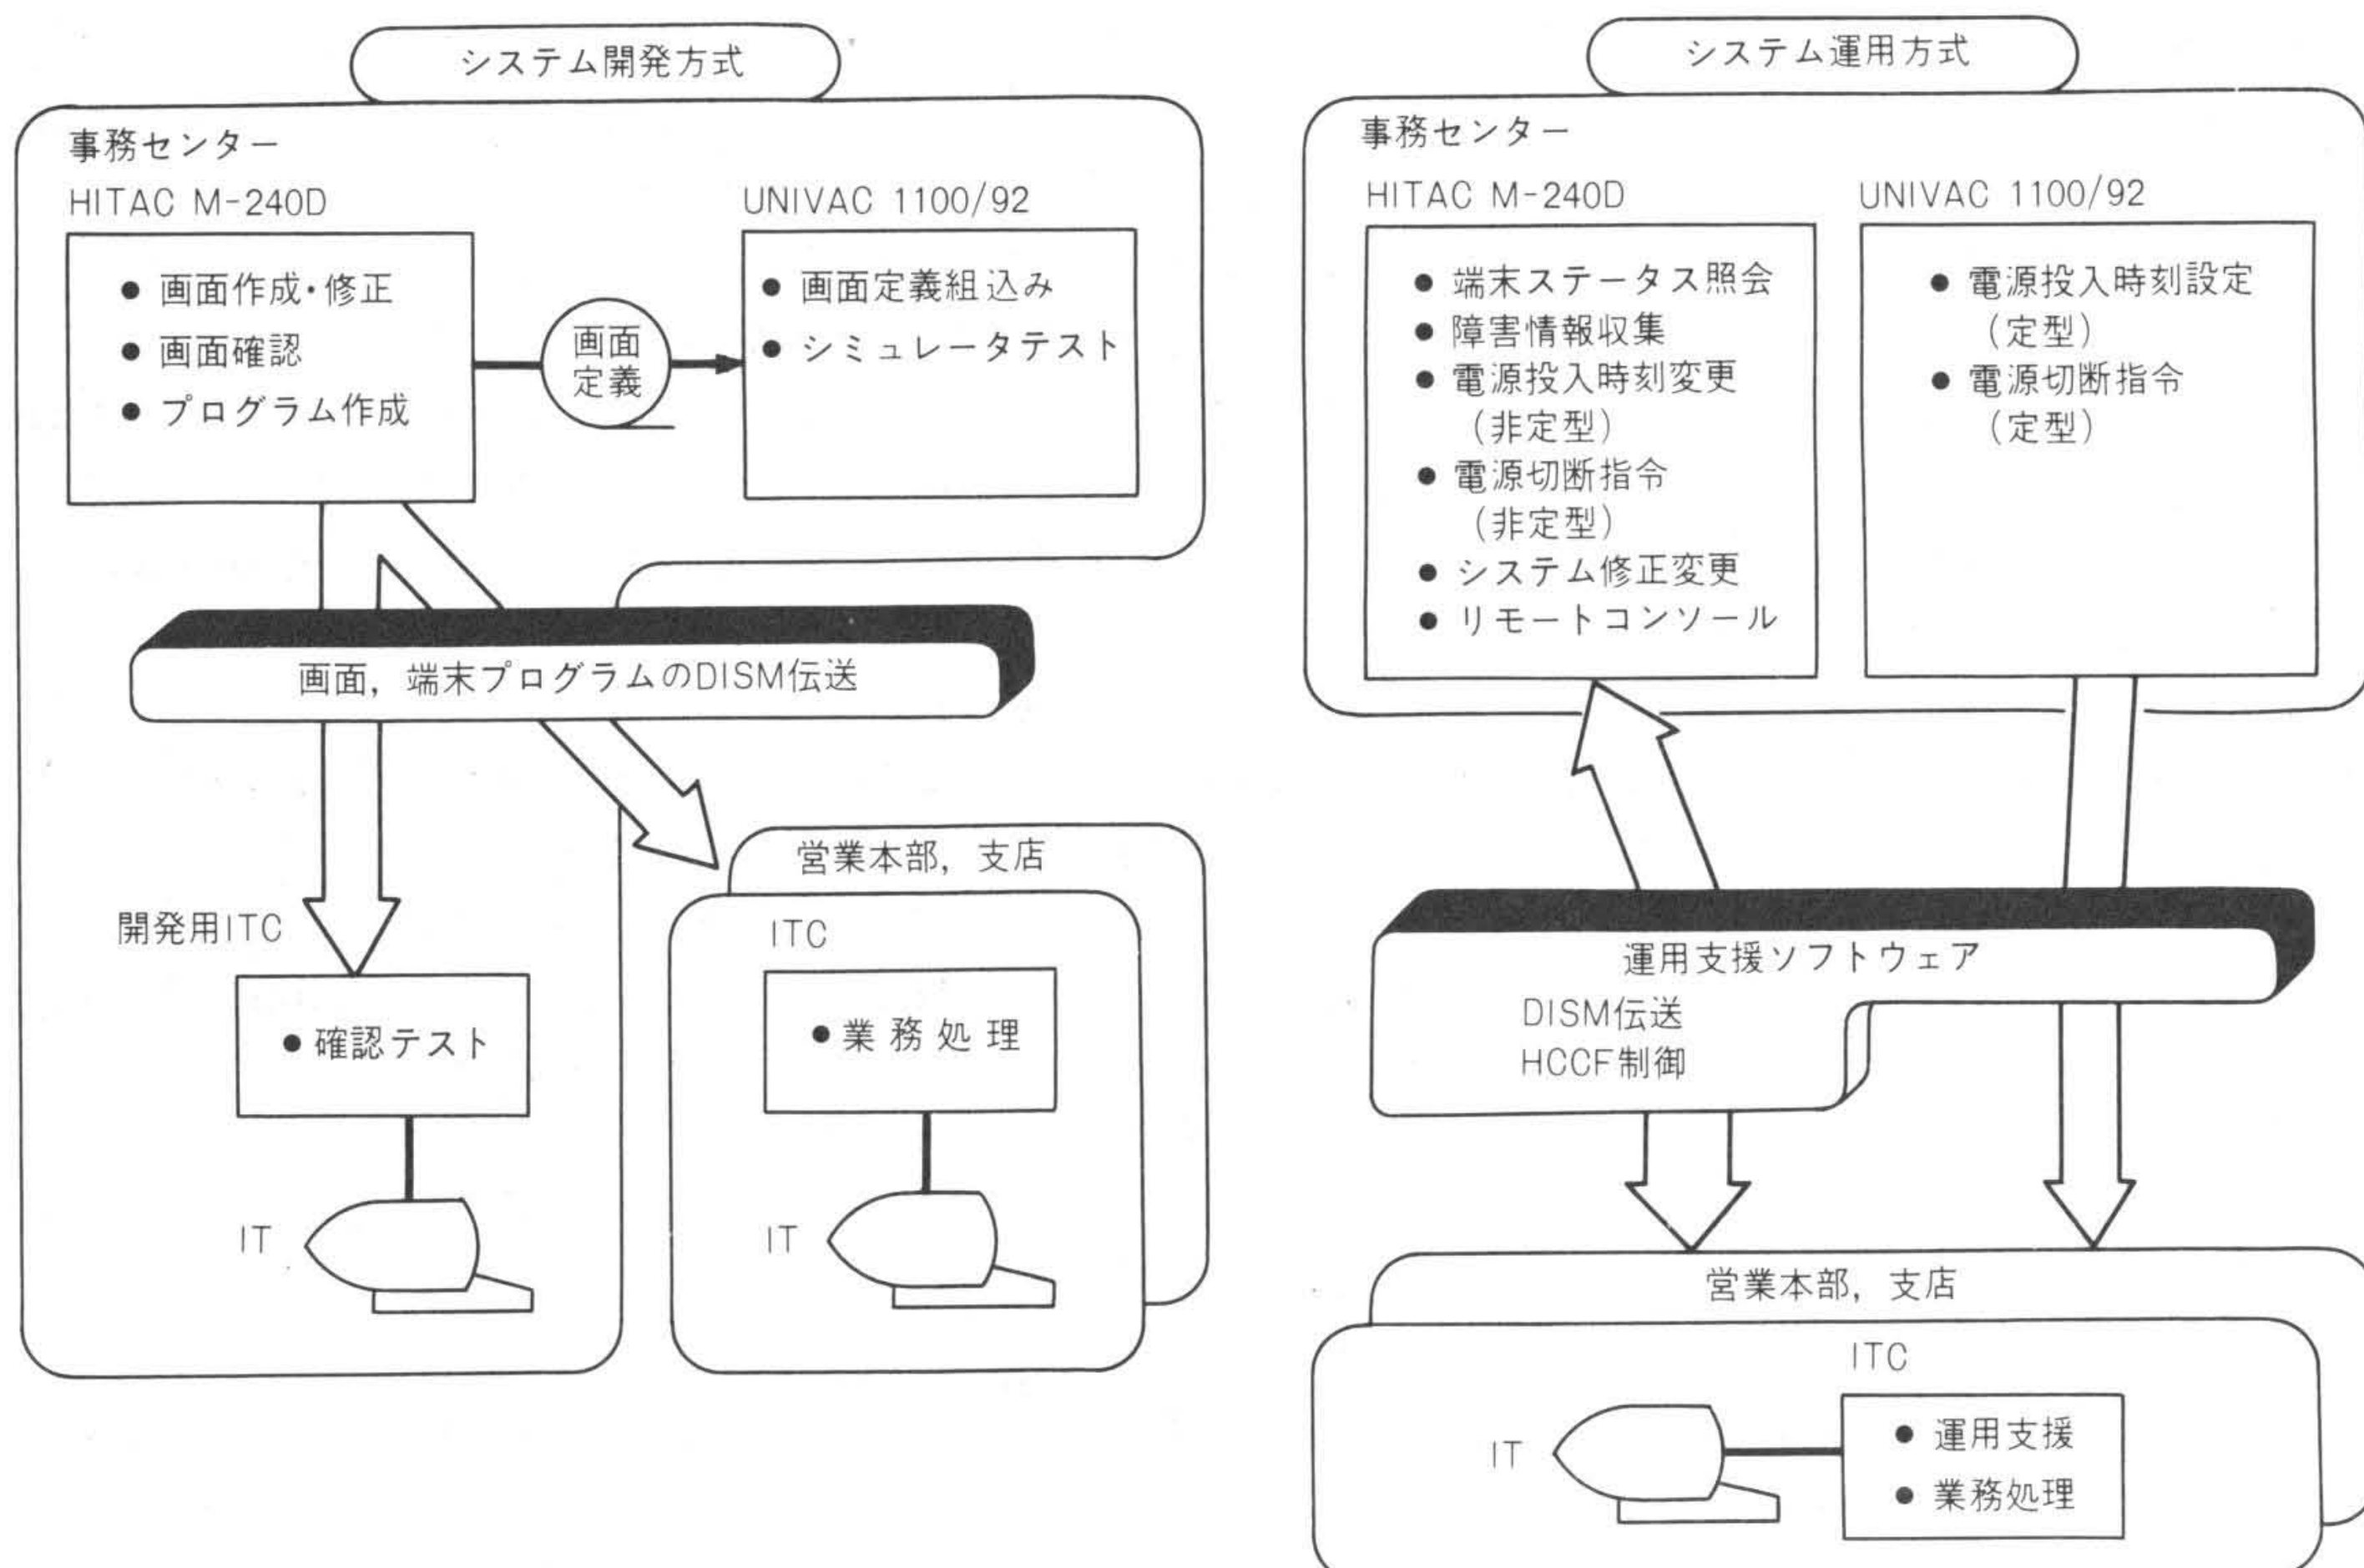 システム開発方式
事務センター
HITAC M-240D
● 画面作成・修正
● 画面確認
● プログラム作成
画面
定義
UNIVAC 1100/92
● 画面定義組込み
● シミュレータテスト
画面，端末プログラムのDISM伝送
開発用ITC
● 確認テスト
IT
営業本部，支店
ITC
● 業務処理
IT
システム運用方式
事務センター
HITAC M-240D
● 端末ステータス照会
● 障害情報収集
● 電源投入時刻変更
（非定型）
● 電源切断指令
（非定型）
● システム修正変更
● リモートコンソール
UNIVAC 1100/92
● 電源投入時刻設定
（定型）
● 電源切断指令
（定型）
運用支援ソフトウェア
DISM伝送
HCCF制御
営業本部，支店
ITC
IT
● 運用支援
● 業務処理